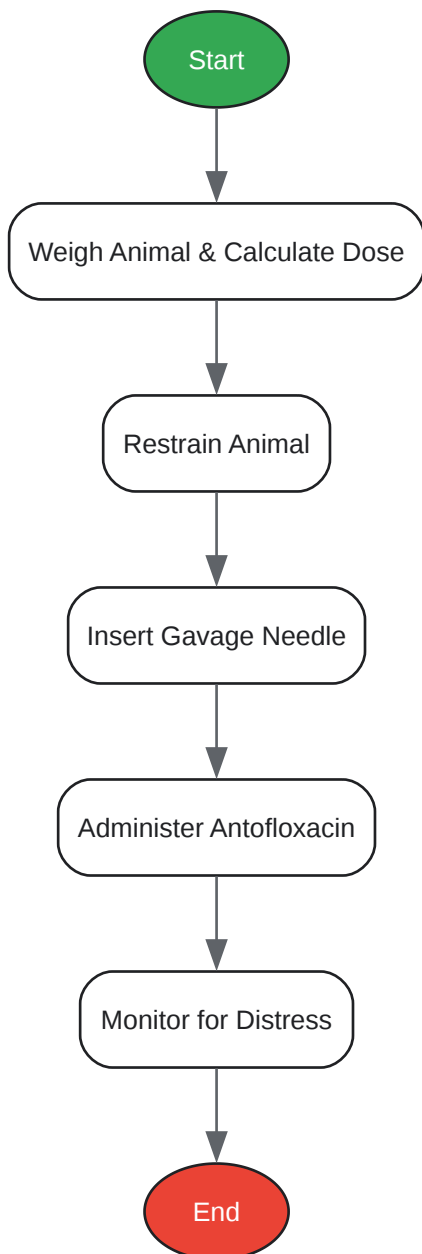 Start
Weigh Animal & Calculate Dose
Restrain Animal
Insert Gavage Needle
Administer Antofloxacin
Monitor for Distress
End